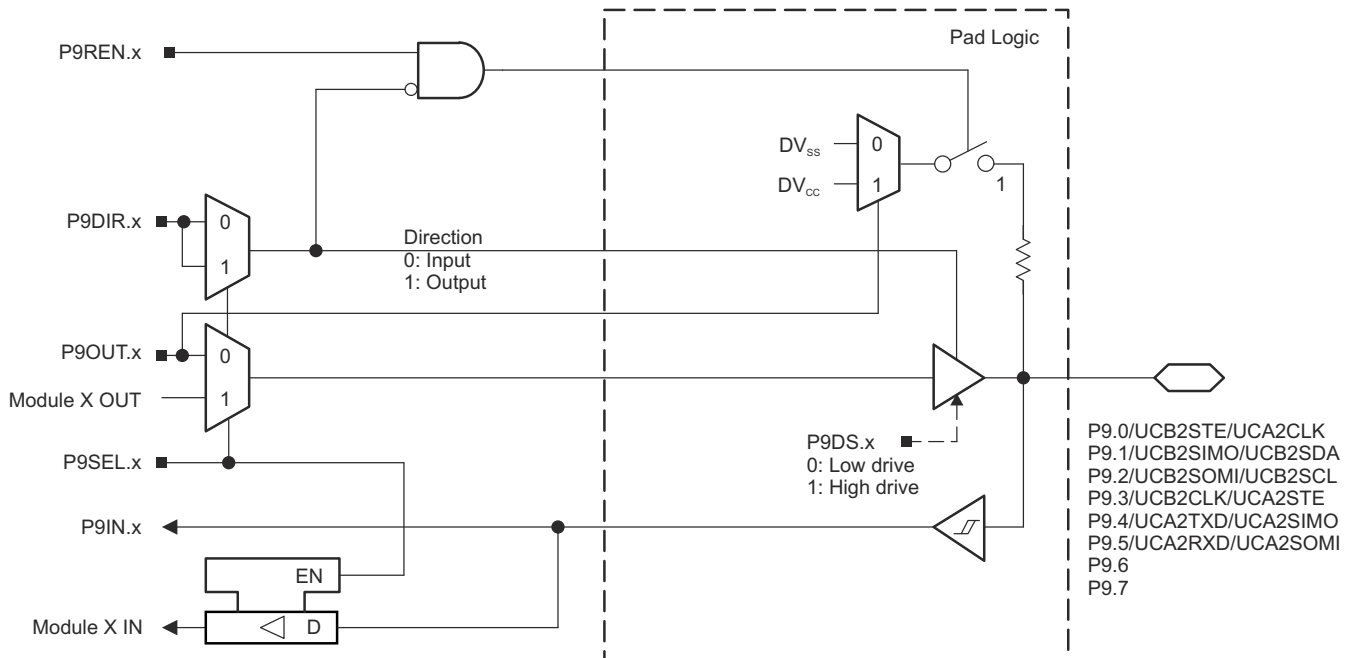 Pad Logic
P9REN.x
DVSS
0
DVCC
1
1
P9DIR.x
0
1
Direction
0: Input
1: Output
P9OUT.x
0
Module X OUT
1
P9DS.x
0: Low drive
1: High drive
P9SEL.x
P9IN.x
EN
Module X IN
D
P9.0/UCB2STE/UCA2CLK
P9.1/UCB2SIMO/UCB2SDA
P9.2/UCB2SOMI/UCB2SCL
P9.3/UCB2CLK/UCA2STE
P9.4/UCA2TXD/UCA2SIMO
P9.5/UCA2RXD/UCA2SOMI
P9.6
P9.7